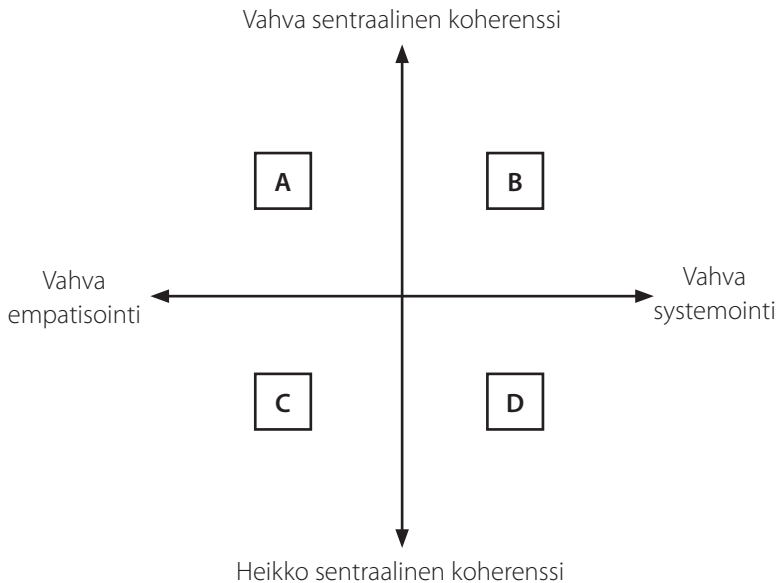 Vahva sentraalinen koherenssi
A
B
Vahva
empatisointi
Vahva
systemointi
C
D
Heikko sentraalinen koherenssi